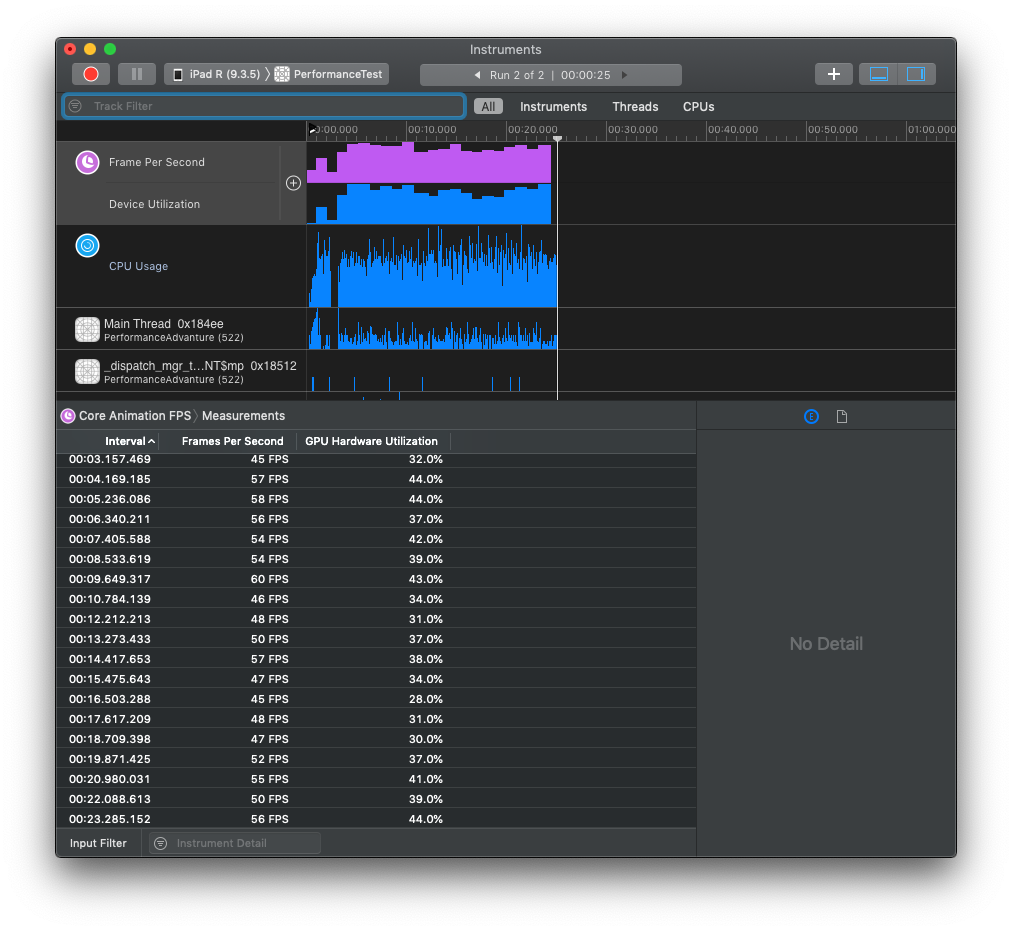 Instruments
iPad R (9.3.5) 〉 PerformanceTest
Run 2 of 2 | 00:00:25
Track Filter
All Instruments Threads CPUs
00:10.000 00:20.000 00:30.000 00:40.000 00:50.000 01:00.000
Frame Per Second
Device Utilization
CPU Usage
Main Thread 0x184ee
PerformanceAdvanture (522)
_dispatch_mgr_t...NT$mp 0x18512
PerformanceAdvanture (522)
Core Animation FPS 〉 Measurements
Interval Frames Per Second GPU Hardware Utilization
00:03.157.469 45 FPS 32.0%
00:04.169.185 57 FPS 44.0%
00:05.236.086 58 FPS 44.0%
00:06.340.211 56 FPS 37.0%
00:07.405.588 54 FPS 42.0%
00:08.533.619 54 FPS 39.0%
00:09.649.317 60 FPS 43.0%
00:10.784.139 46 FPS 34.0%
00:12.212.213 48 FPS 31.0%
00:13.273.433 50 FPS 37.0%
00:14.417.653 57 FPS 38.0%
00:15.475.643 47 FPS 34.0%
00:16.503.288 45 FPS 28.0%
00:17.617.209 48 FPS 31.0%
00:18.709.398 47 FPS 30.0%
00:19.871.425 52 FPS 37.0%
00:20.980.031 55 FPS 41.0%
00:22.088.613 50 FPS 39.0%
00:23.285.152 56 FPS 44.0%
E
No Detail
Input Filter Instrument Detail